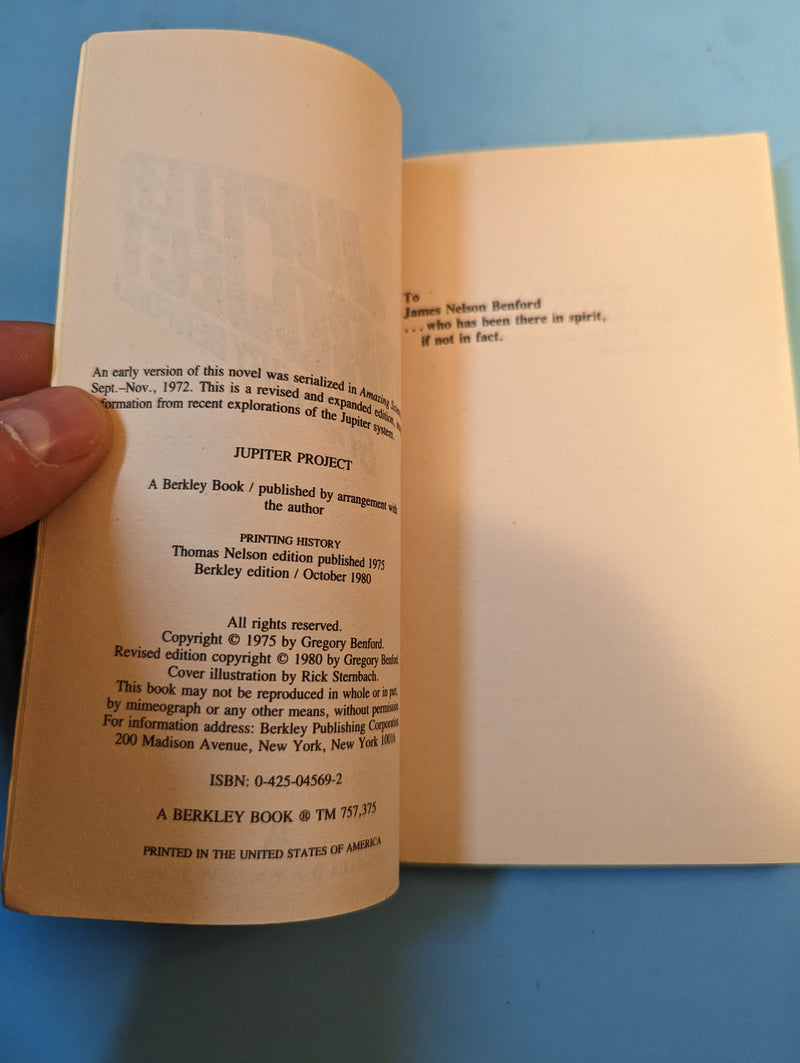 An early version of this novel was serialized in Amazing
Sept.–Nov., 1972. This is a revised and expanded edition,
formation from recent explorations of the Jupiter system.
JUPITER PROJECT
A Berkley Book / published by arrangement with
the author
PRINTING HISTORY
Thomas Nelson edition published 1975
Berkley edition / October 1980
All rights reserved.
Copyright © 1975 by Gregory Benford.
Revised edition copyright © 1980 by Gregory Benford.
Cover illustration by Rick Sternbach.
This book may not be reproduced in whole or in part,
by mimeograph or any other means, without permission.
For information address: Berkley Publishing Corporation
200 Madison Avenue, New York, New York 10016
ISBN: 0-425-04569-2
A BERKLEY BOOK ® TM 757,375
PRINTED IN THE UNITED STATES OF AMERICA
To
James Nelson Benford
. . . who has been there in spirit,
if not in fact.